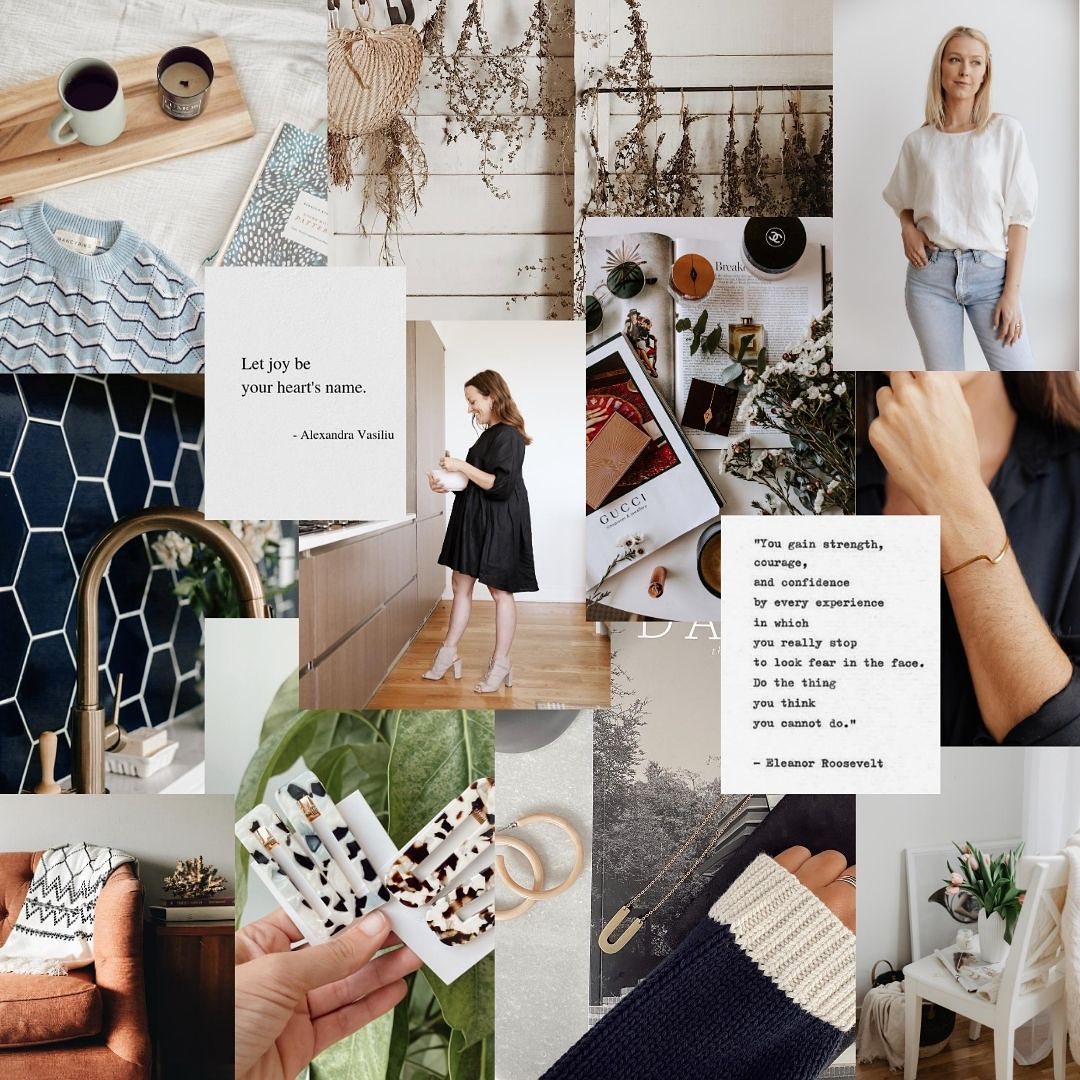 Let joy be
your heart's name.
- Alexandra Vasiliu
Break
GUCCI
"You gain strength,
courage,
and confidence
by every experience
in which
you really stop
to look fear in the face.
Do the thing
you think
you cannot do."
- Eleanor Roosevelt
DA